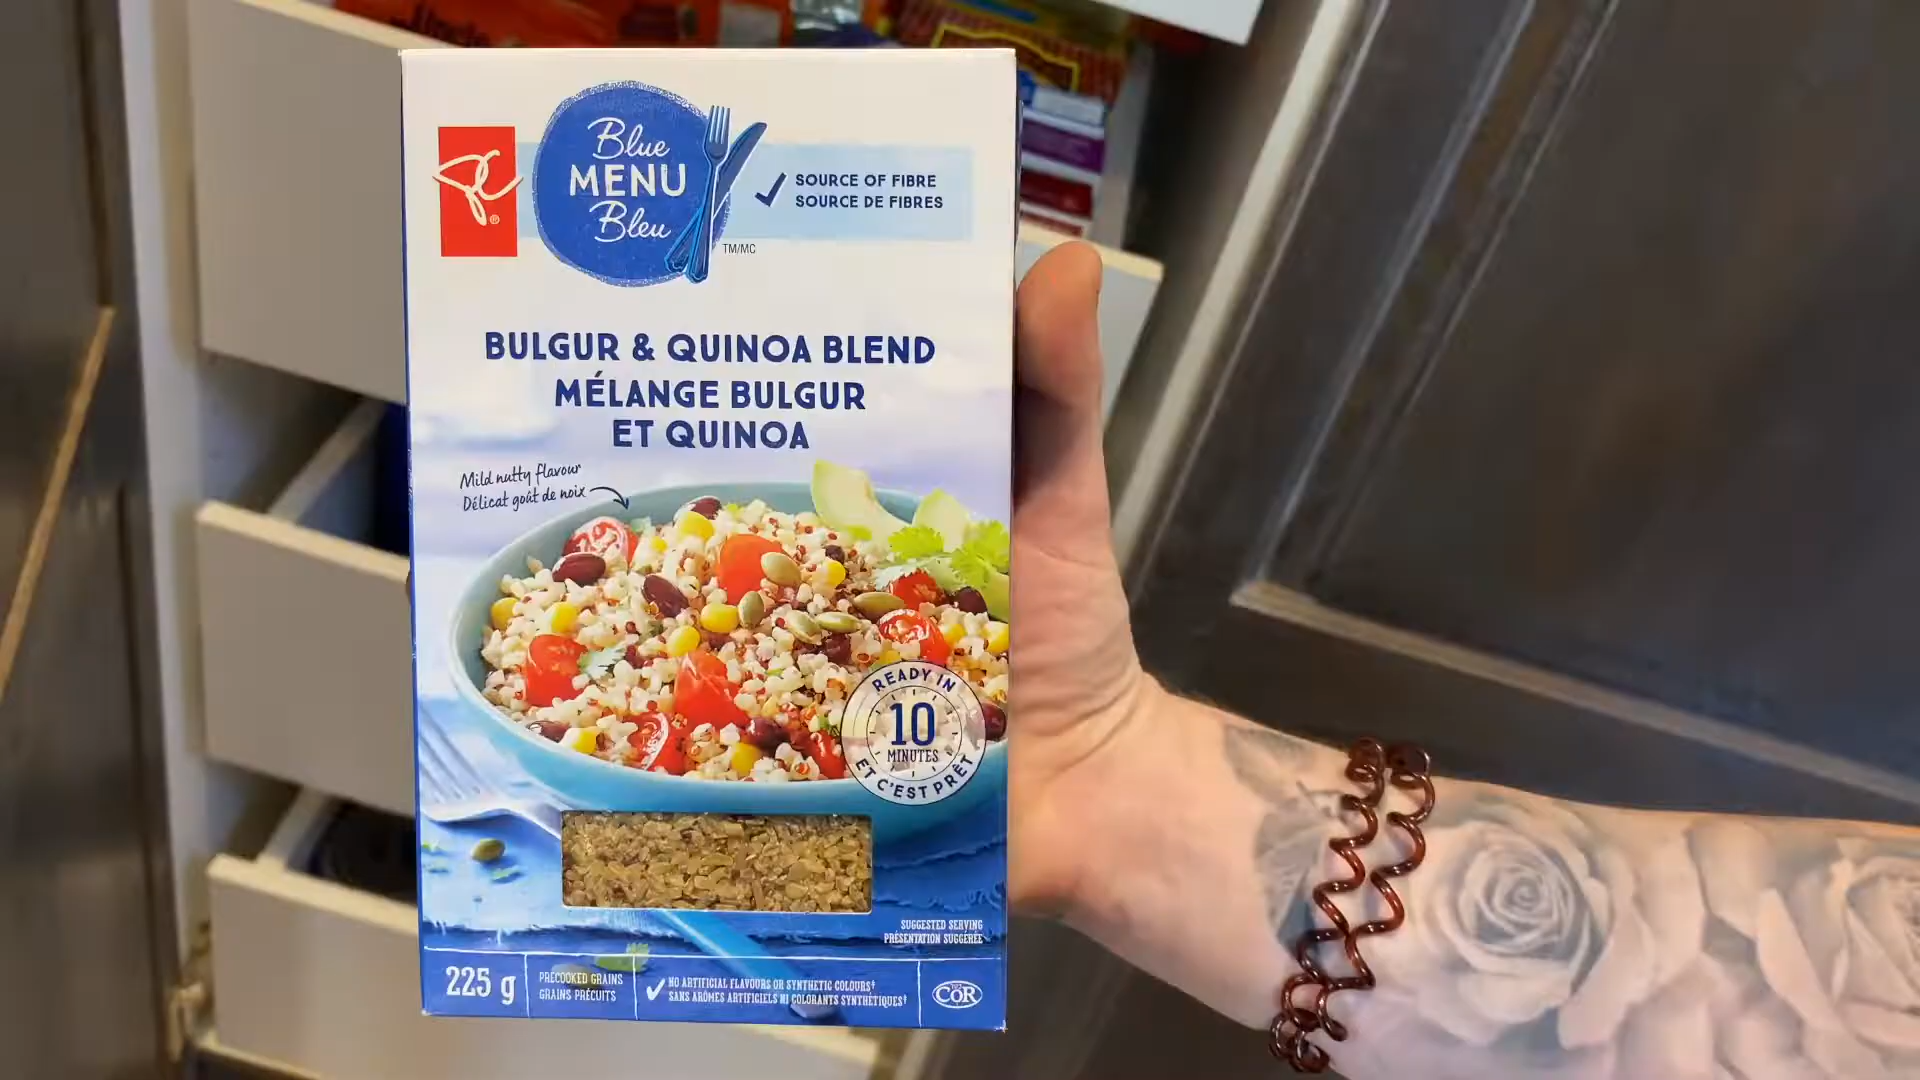 Blue
MENU
Bleu
TM/MC
SOURCE OF FIBRE
SOURCE DE FIBRES
BULGUR & QUINOA BLEND
MÉLANGE BULGUR
ET QUINOA
Mild nutty flavour
Délicat goût de noix
READY IN
10
MINUTES
ET C'EST PRÊT
SUGGESTED SERVING
PRÉSENTATION SUGGÉRÉE
225 g
PRECOOKED GRAINS
GRAINS PRÉCUITS
NO ARTIFICIAL FLAVOURS OR SYNTHETIC COLOURS†
SANS ARÔMES ARTIFICIELS NI COLORANTS SYNTHÉTIQUES†
COR